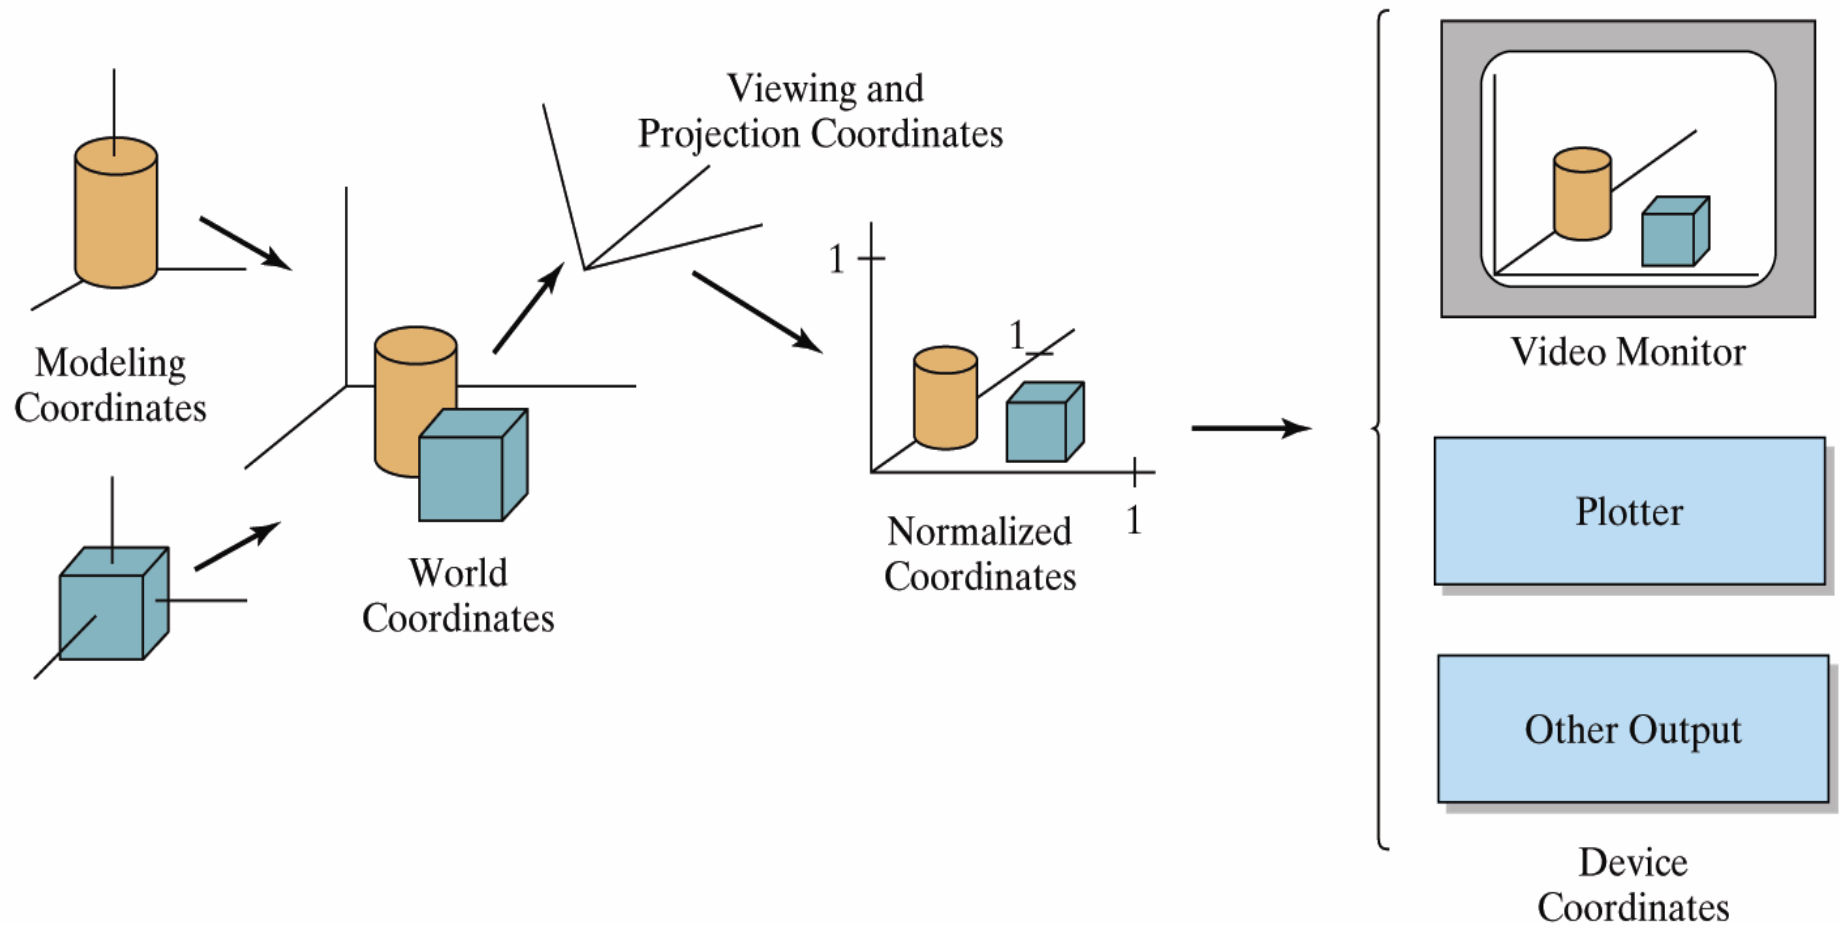 Modeling
Coordinates
World
Coordinates
Viewing and
Projection Coordinates
1
1
1
Normalized
Coordinates
Video Monitor
Plotter
Other Output
Device
Coordinates